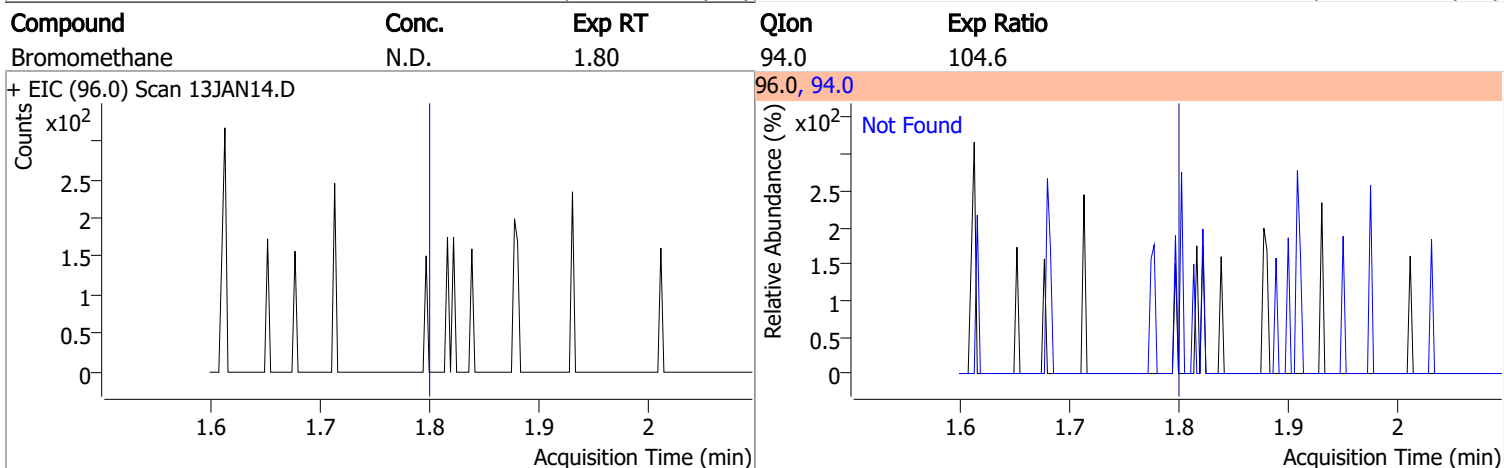 Compound Conc. Exp RT QIon Exp Ratio
Bromomethane N.D. 1.80 94.0 104.6
+ EIC (96.0) Scan 13JAN14.D
Counts
x10²
2.5
2
1.5
1
0.5
0
1.6 1.7 1.8 1.9 2
Acquisition Time (min)
96.0, 94.0
Relative Abundance (%)
x10²
Not Found
2.5
2
1.5
1
0.5
0
1.6 1.7 1.8 1.9 2
Acquisition Time (min)